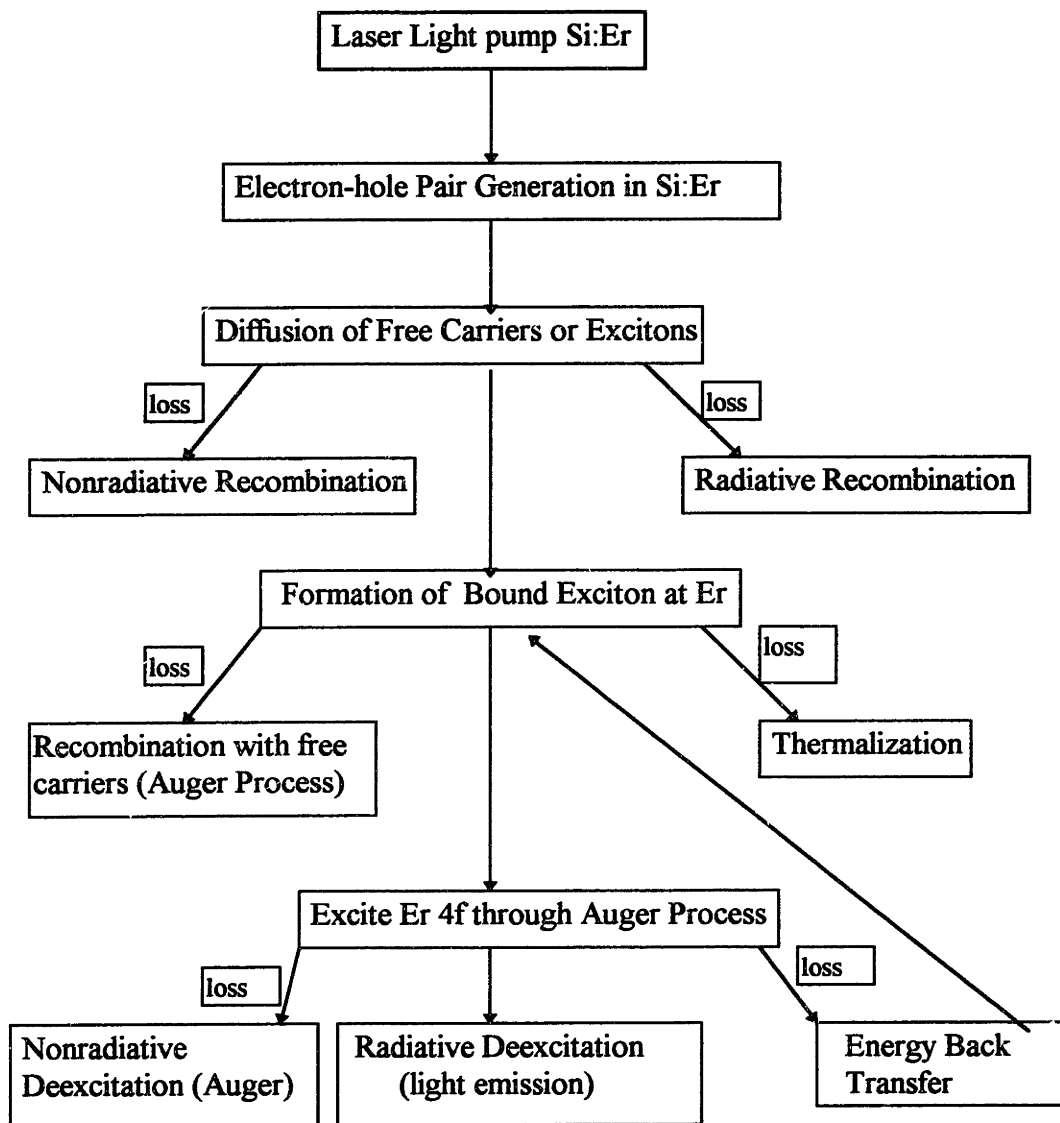 Laser Light pump Si:Er
Electron-hole Pair Generation in Si:Er
Diffusion of Free Carriers or Excitons
loss
loss
Nonradiative Recombination
Radiative Recombination
Formation of Bound Exciton at Er
loss
loss
Recombination with free
carriers (Auger Process)
Thermalization
Excite Er 4f through Auger Process
loss
loss
Nonradiative
Deexcitation (Auger)
Radiative Deexcitation
(light emission)
Energy Back
Transfer